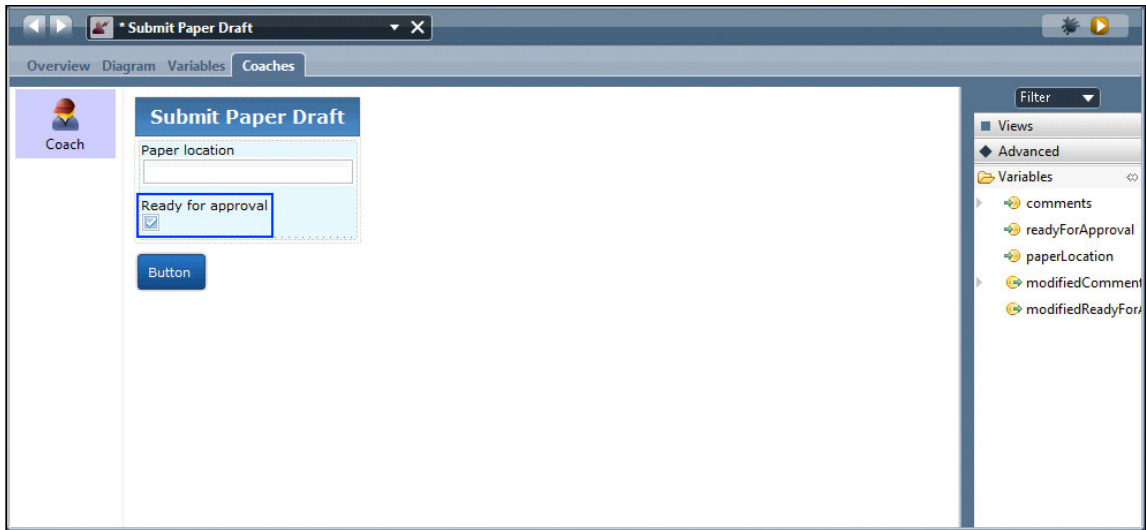 * Submit Paper Draft
Overview Diagram Variables Coaches
Coach
Submit Paper Draft
Paper location
Ready for approval
Button
Filter
Views
Advanced
Variables
comments
readyForApproval
paperLocation
modifiedComment
modifiedReadyFor